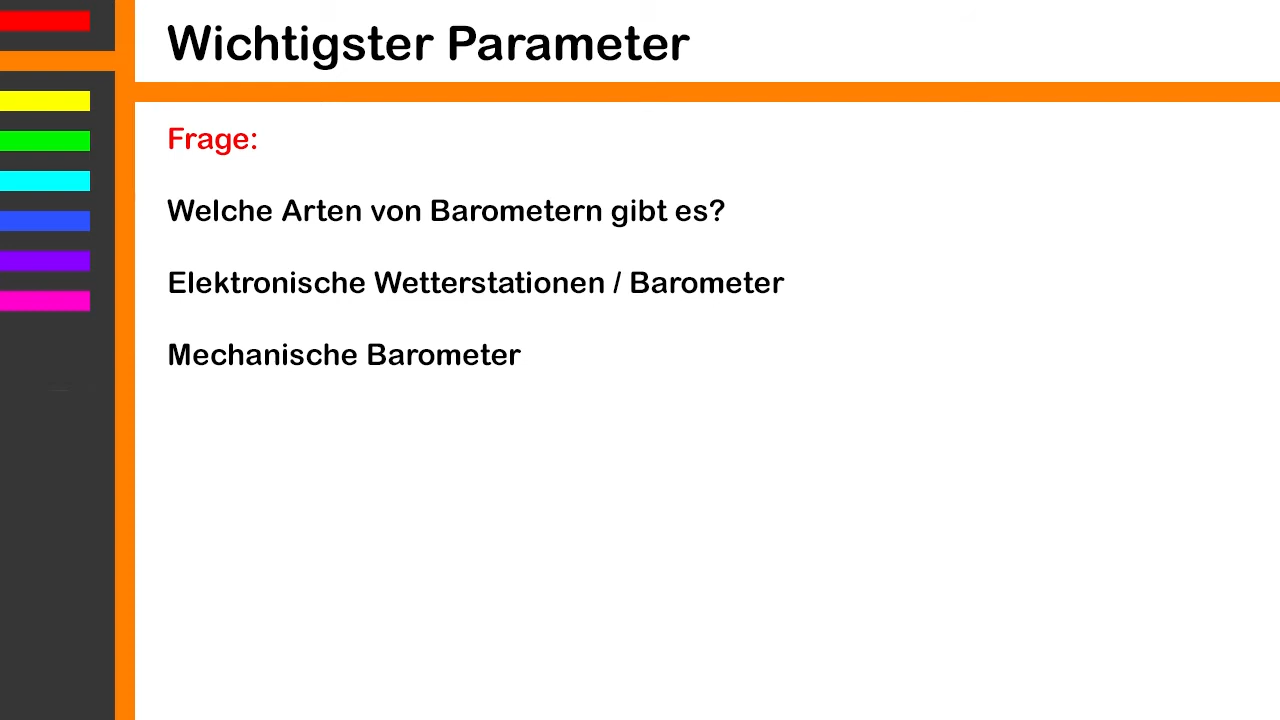 Wichtigster Parameter
Frage:
Welche Arten von Barometern gibt es?
Elektronische Wetterstationen / Barometer
Mechanische Barometer